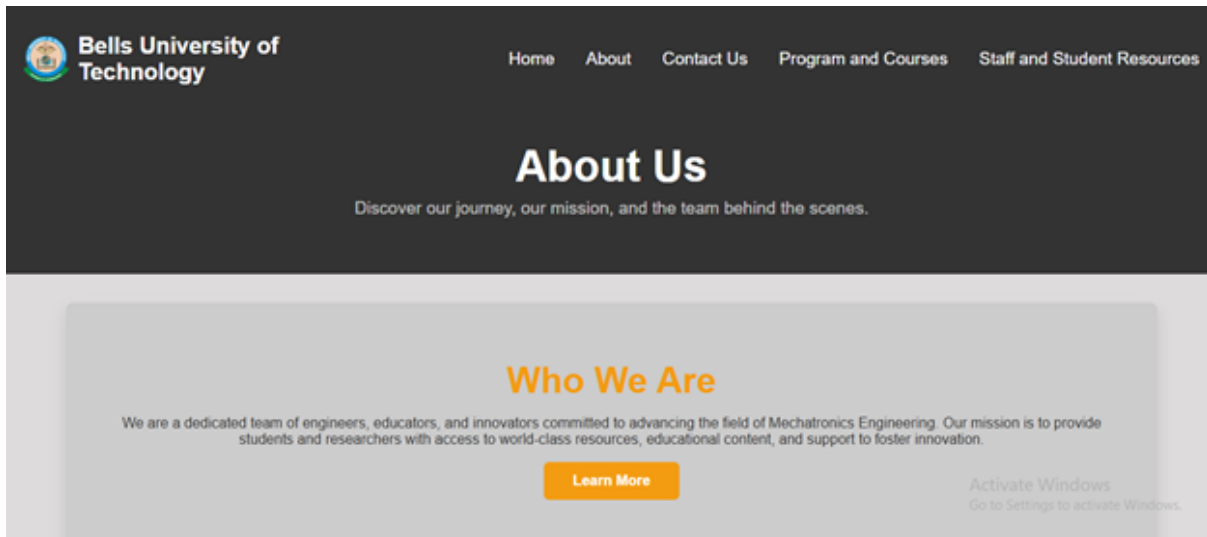 Bells University of
Technology
Home About Contact Us Program and Courses Staff and Student Resources
About Us
Discover our journey, our mission, and the team behind the scenes.
Who We Are
We are a dedicated team of engineers, educators, and innovators committed to advancing the field of Mechatronics Engineering. Our mission is to provide
students and researchers with access to world-class resources, educational content, and support to foster innovation.
Learn More
Activate Windows
Go to Settings to activate Windows.